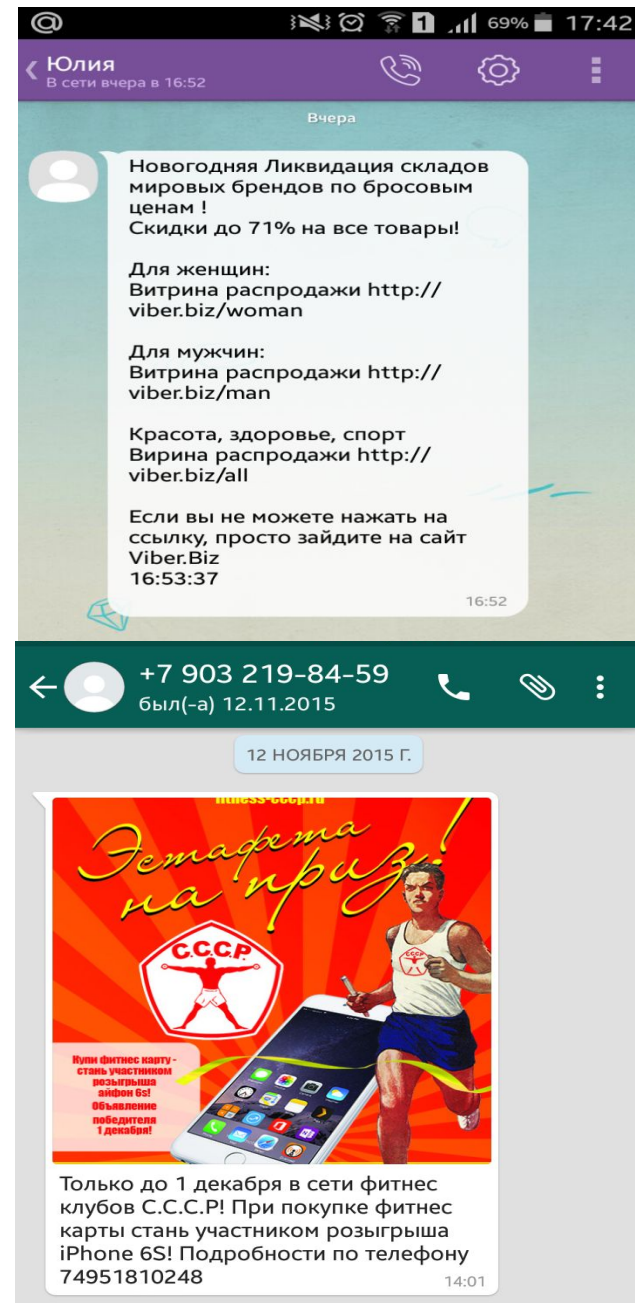 @ 1 69% 17:42
Юлия
В сети вчера в 16:52
Вчера
Новогодняя Ликвидация складов
мировых брендов по бросовым
ценам !
Скидки до 71% на все товары!
Для женщин:
Витрина распродажи http://
viber.biz/woman
Для мужчин:
Витрина распродажи http://
viber.biz/man
Красота, здоровье, спорт
Вирина распродажи http://
viber.biz/all
Если вы не можете нажать на
ссылку, просто зайдите на сайт
Viber.Biz
16:53:37
16:52
+7 903 219-84-59
был(-а) 12.11.2015
12 НОЯБРЯ 2015 Г.
fitness-cccp.ru
Эстафета
на приз!
С.С.С.Р.
Купи фитнес карту -
стань участником
розыгрыша
айфон 6s!
Объявление
победителя
1 декабря!
Только до 1 декабря в сети фитнес
клубов С.С.С.Р! При покупке фитнес
карты стань участником розыгрыша
iPhone 6S! Подробности по телефону
74951810248
14:01